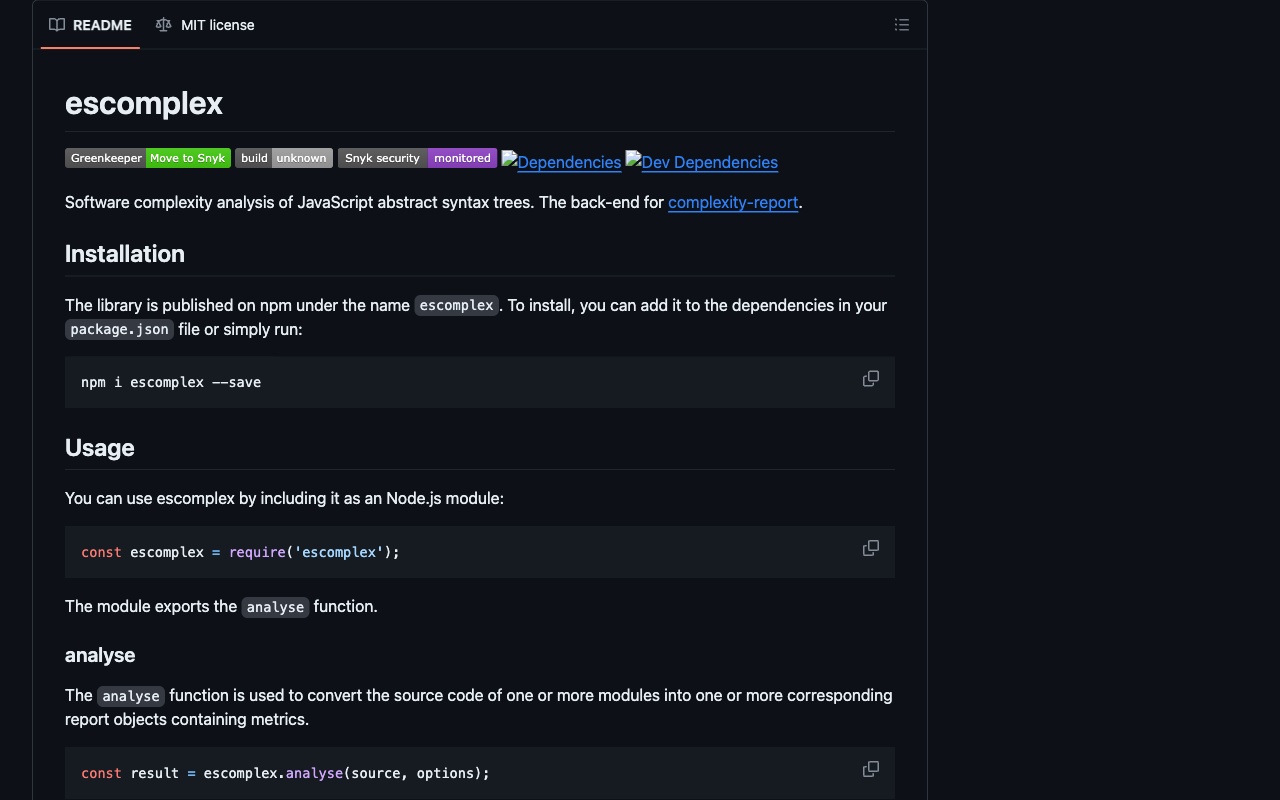 README MIT license
escomplex
Greenkeeper Move to Snyk build unknown Snyk security monitored Dependencies Dev Dependencies
Software complexity analysis of JavaScript abstract syntax trees. The back-end for complexity-report.
Installation
The library is published on npm under the name escomplex. To install, you can add it to the dependencies in your
package.json file or simply run:
npm i escomplex --save
Usage
You can use escomplex by including it as an Node.js module:
const escomplex = require('escomplex');
The module exports the analyse function.
analyse
The analyse function is used to convert the source code of one or more modules into one or more corresponding
report objects containing metrics.
const result = escomplex.analyse(source, options);